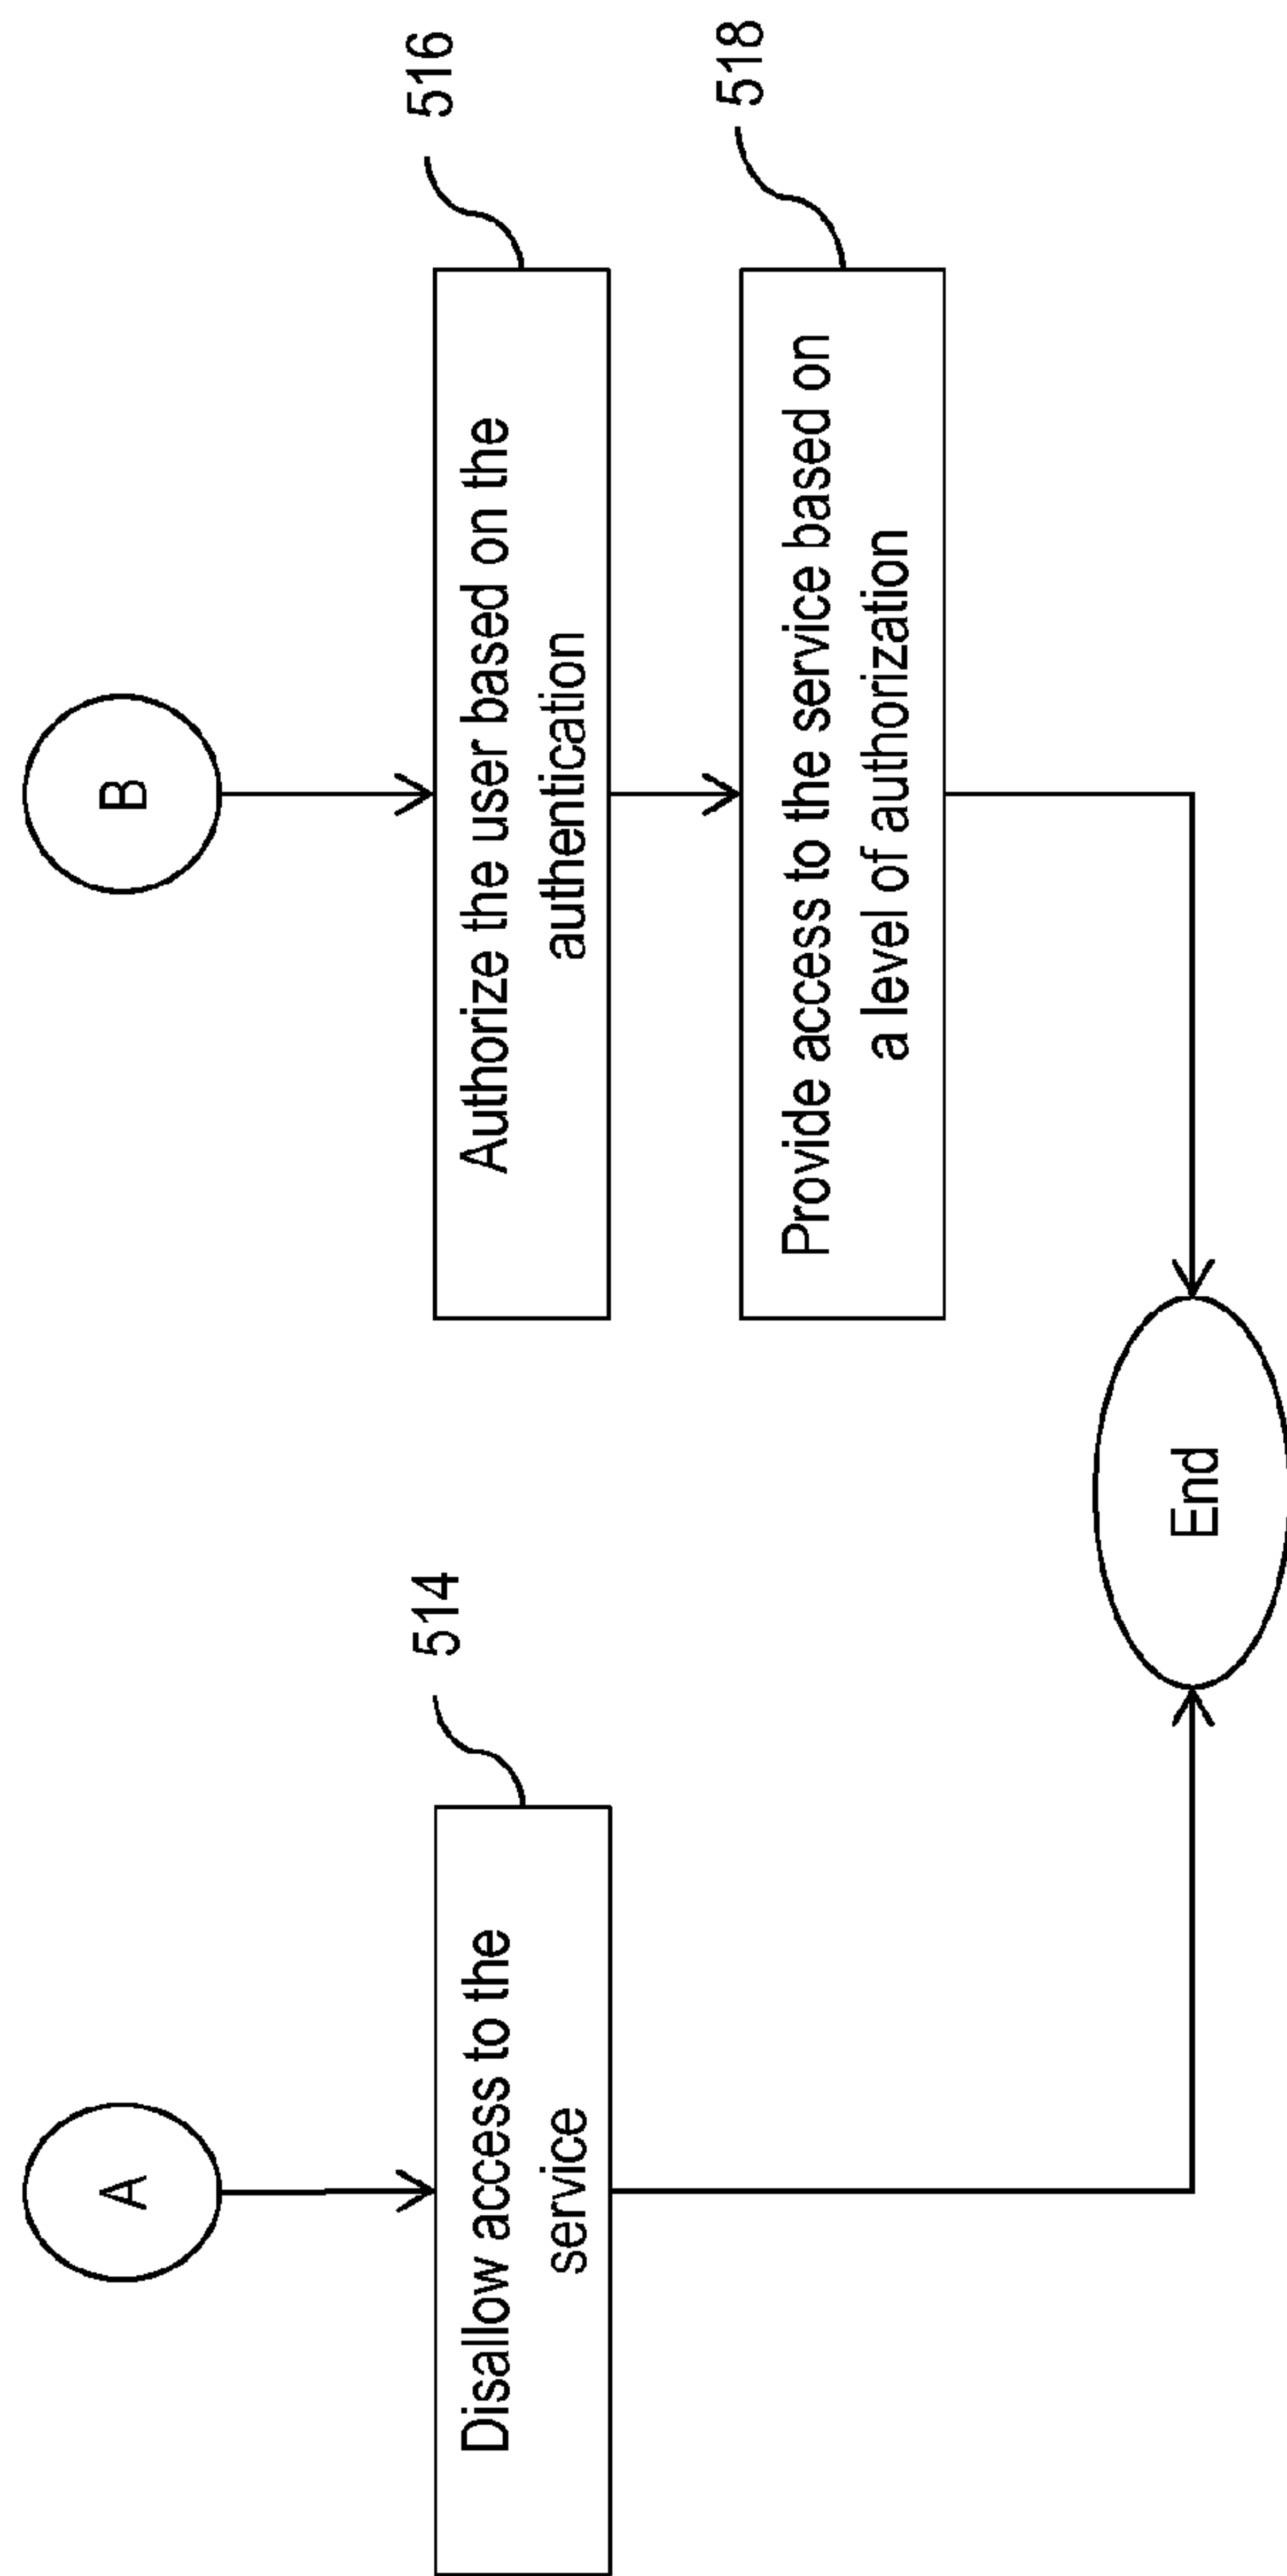 A
514
Disallow access to the
service
B
516
Authorize the user based on the
authentication
518
Provide access to the service based on
a level of authorization
End